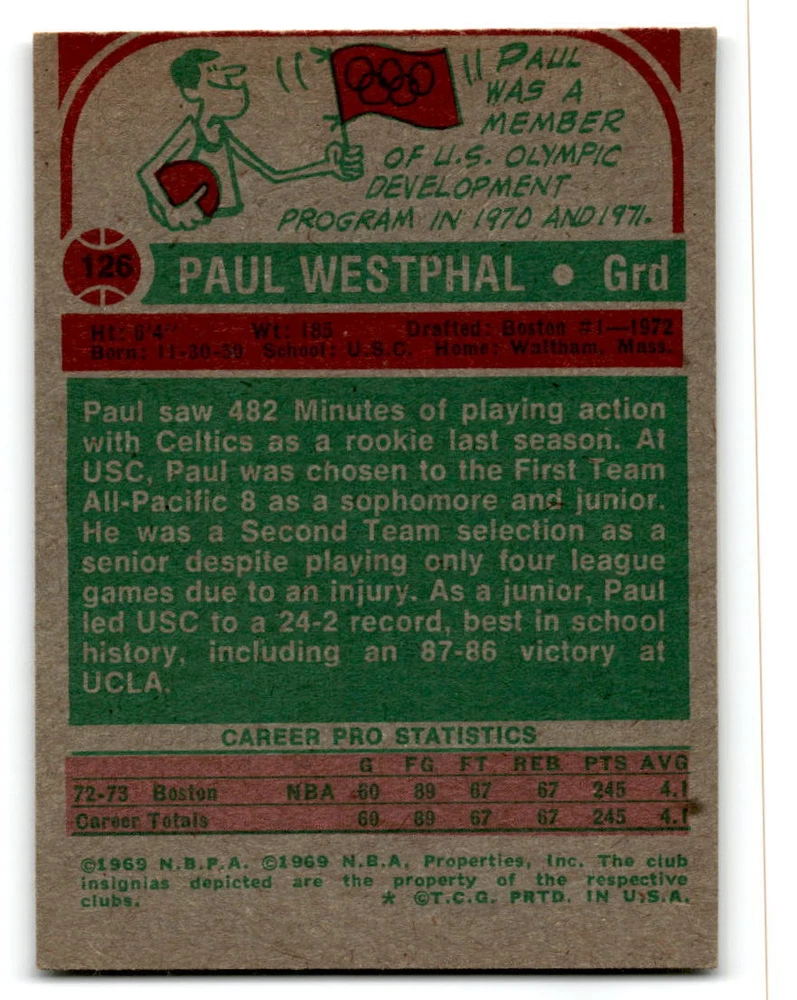 PAUL
WAS A
MEMBER
OF U.S. OLYMPIC
DEVELOPMENT
PROGRAM IN 1970 AND 1971.
126
PAUL WESTPHAL • Grd
Ht: 6'4" Wt: 185 Drafted: Boston #1—1972
Born: 11-30-50 School: U.S.C. Home: Waltham, Mass.
Paul saw 482 Minutes of playing action
with Celtics as a rookie last season. At
USC, Paul was chosen to the First Team
All-Pacific 8 as a sophomore and junior.
He was a Second Team selection as a
senior despite playing only four league
games due to an injury. As a junior, Paul
led USC to a 24-2 record, best in school
history, including an 87-86 victory at
UCLA.
CAREER PRO STATISTICS
G FG FT REB PTS AVG
72-73 Boston NBA 60 89 67 67 245 4.1
Career Totals 60 89 67 67 245 4.1
©1969 N.B.P.A. ©1969 N.B.A. Properties, Inc. The club
insignias depicted are the property of the respective
clubs. * ©T.C.G. PRTD. IN U.S.A.